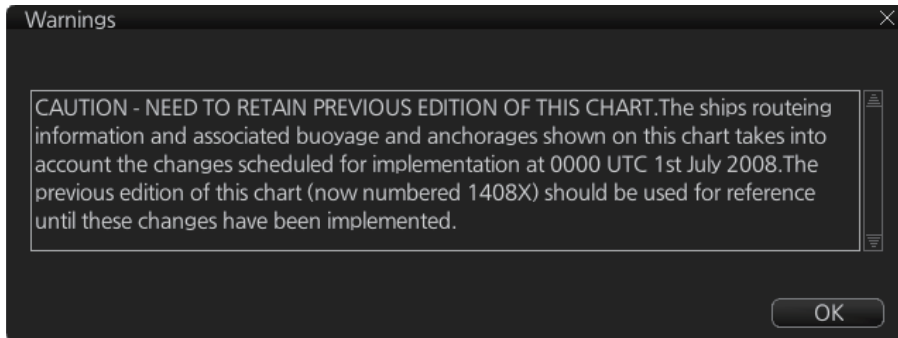 Warnings
CAUTION - NEED TO RETAIN PREVIOUS EDITION OF THIS CHART.The ships routeing
information and associated buoyage and anchorages shown on this chart takes into
account the changes scheduled for implementation at 0000 UTC 1st July 2008.The
previous edition of this chart (now numbered 1408X) should be used for reference
until these changes have been implemented.
OK